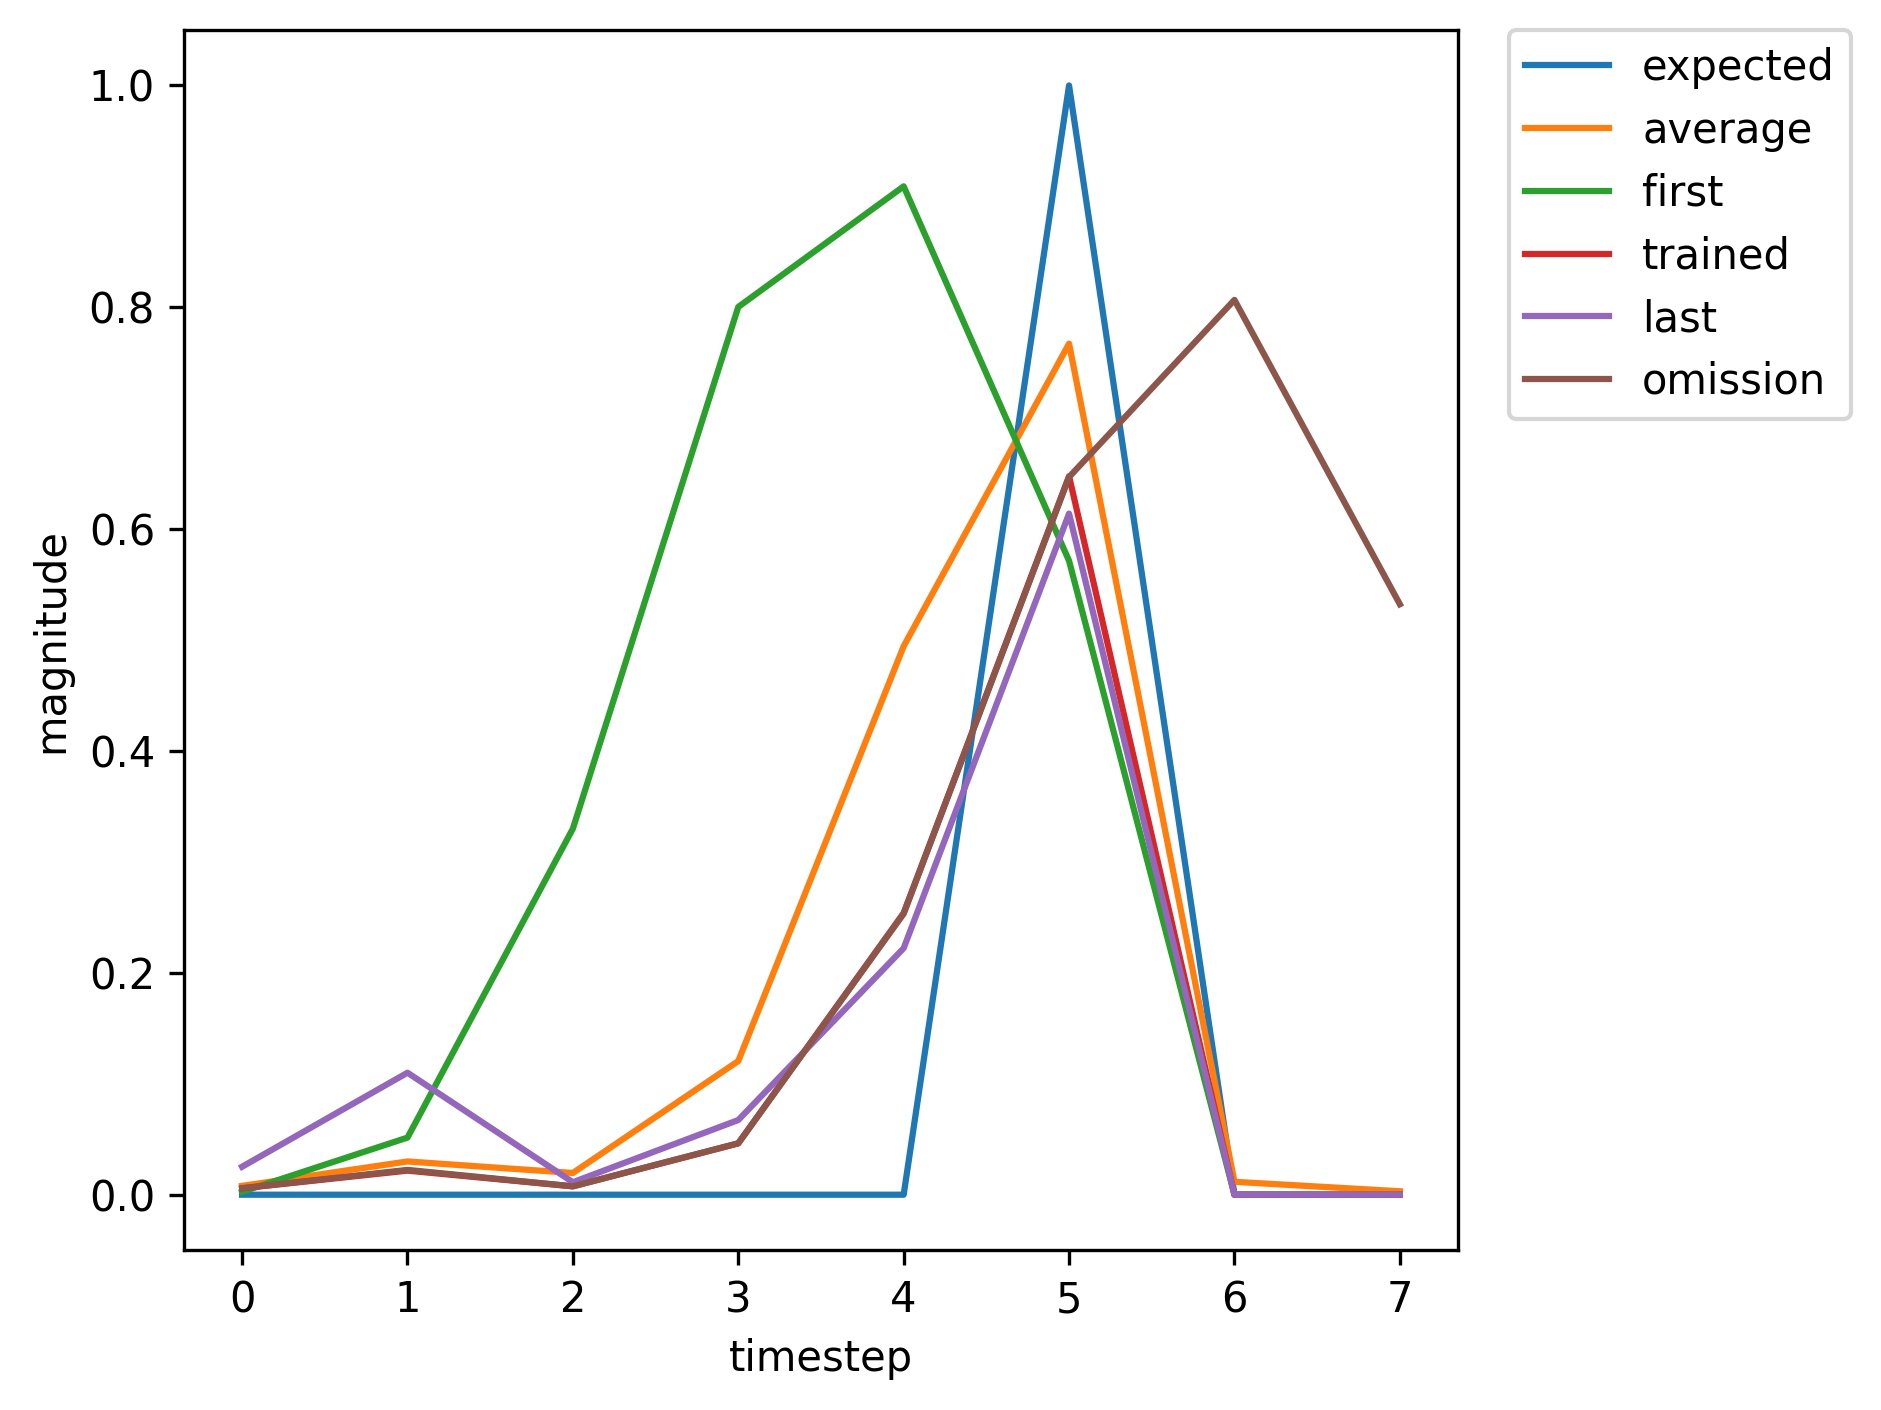 1.0
0.8
0.6
0.4
0.2
0.0
magnitude
0 1 2 3 4 5 6 7
timestep
expected
average
first
trained
last
omission